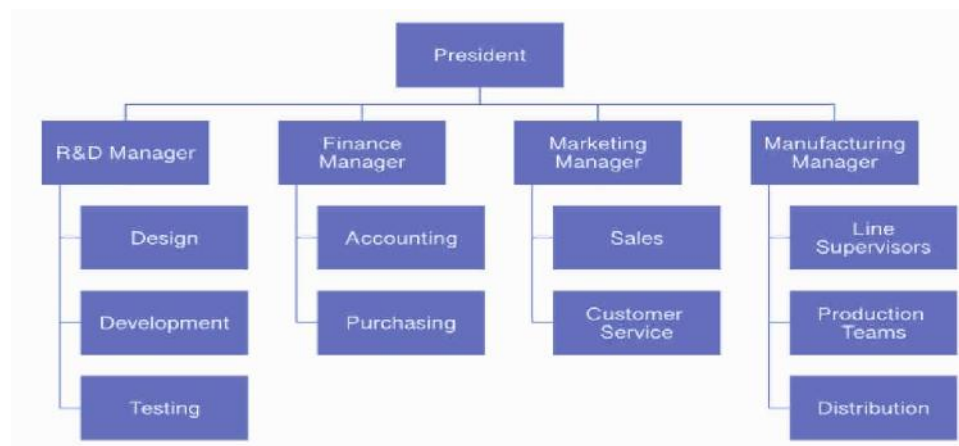 President
R&D Manager
Finance
Manager
Marketing
Manager
Manufacturing
Manager
Design
Accounting
Sales
Line
Supervisors
Development
Purchasing
Customer
Service
Production
Teams
Testing
Distribution